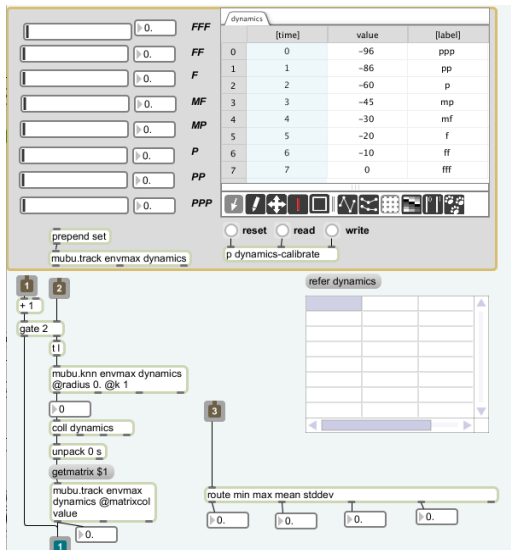 dynamics
[time] value [label]
0 0 -96 ppp
1 1 -86 pp
2 2 -60 p
3 3 -45 mp
4 4 -30 mf
5 5 -20 f
6 6 -10 ff
7 7 0 fff
0. FFF
0. FF
0. F
0. MF
0. MP
0. P
0. PP
0. PPP
reset read write
prepend set
mubu.track envmax dynamics
p dynamics-calibrate
1
2
refer dynamics
+ 1
gate 2
t l
mubu.knn envmax dynamics
@radius 0. @k 1
0
coll dynamics
3
unpack 0 s
getmatrix $1
mubu.track envmax
dynamics @matrixcol
value
route min max mean stddev
0.
0.
0.
0.
0.
1